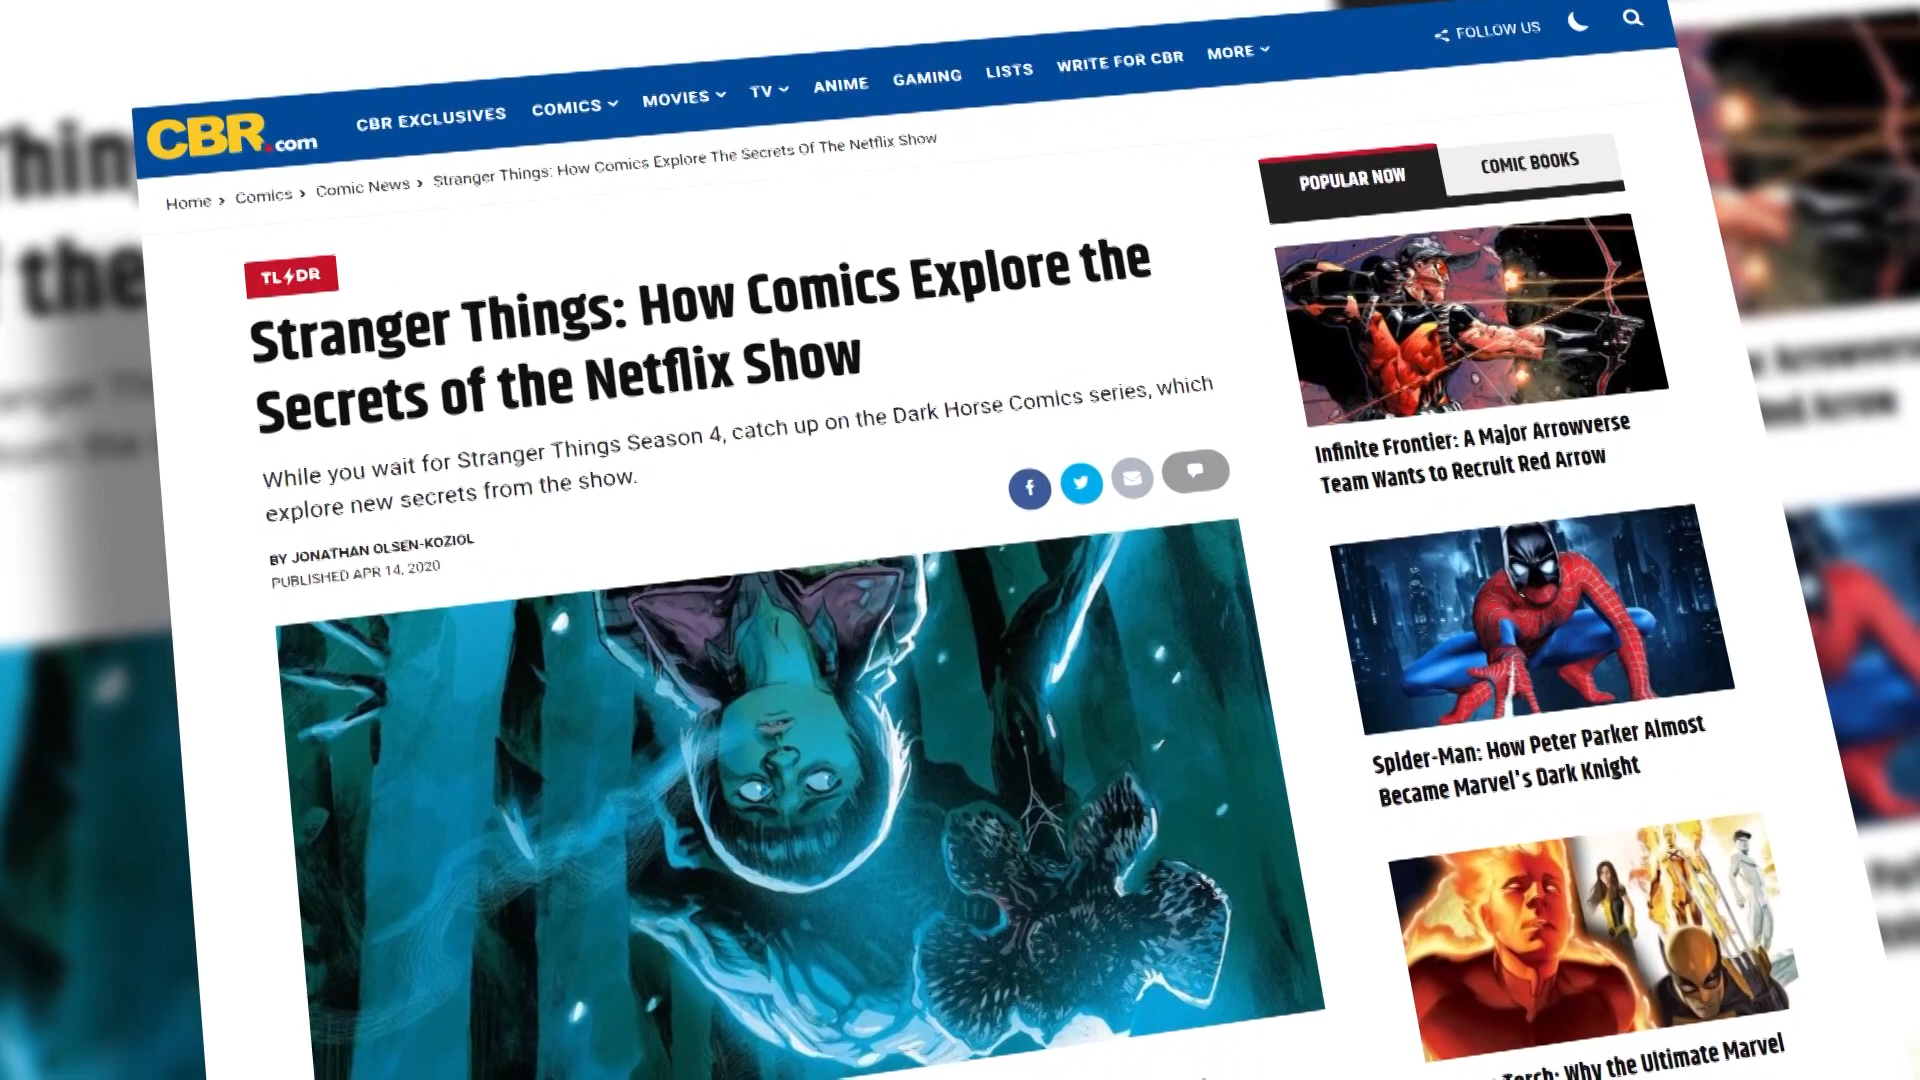 CBR.com
CBR EXCLUSIVES COMICS MOVIES TV ANIME GAMING LISTS WRITE FOR CBR MORE
FOLLOW US
Home > Comics > Comic News > Stranger Things: How Comics Explore The Secrets Of The Netflix Show
TL DR
Stranger Things: How Comics Explore the
Secrets of the Netflix Show
While you wait for Stranger Things Season 4, catch up on the Dark Horse Comics series, which
explore new secrets from the show.
BY JONATHAN OLSEN-KOZIOL
PUBLISHED APR 14, 2020
POPULAR NOW
COMIC BOOKS
Infinite Frontier: A Major Arrowverse
Team Wants to Recruit Red Arrow
Spider-Man: How Peter Parker Almost
Became Marvel's Dark Knight
Torch: Why the Ultimate Marvel